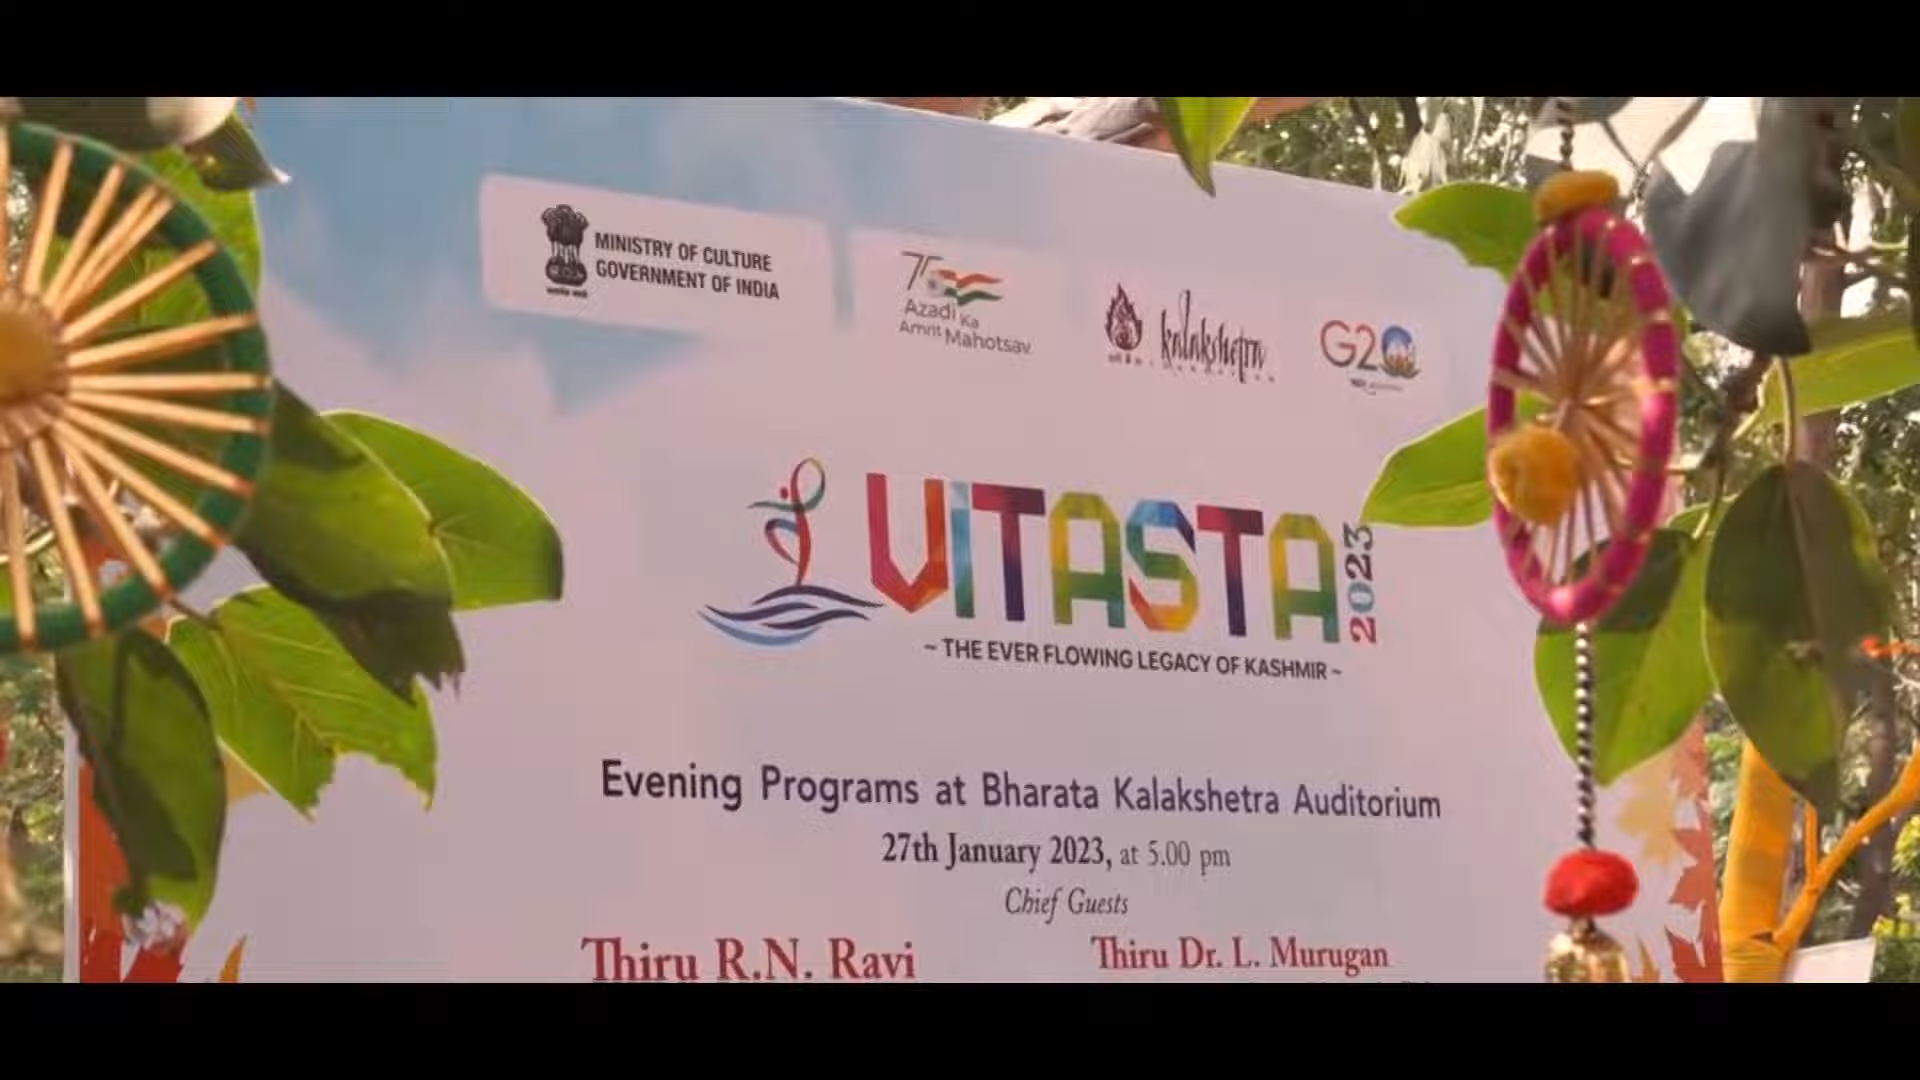 MINISTRY OF CULTURE
GOVERNMENT OF INDIA
75
Azadi Ka
Amrit Mahotsav
kalakshetra
G20
VITASTA 2023
~ THE EVER FLOWING LEGACY OF KASHMIR ~
Evening Programs at Bharata Kalakshetra Auditorium
27th January 2023, at 5.00 pm
Chief Guests
Thiru R.N. Ravi
Thiru Dr. L. Murugan